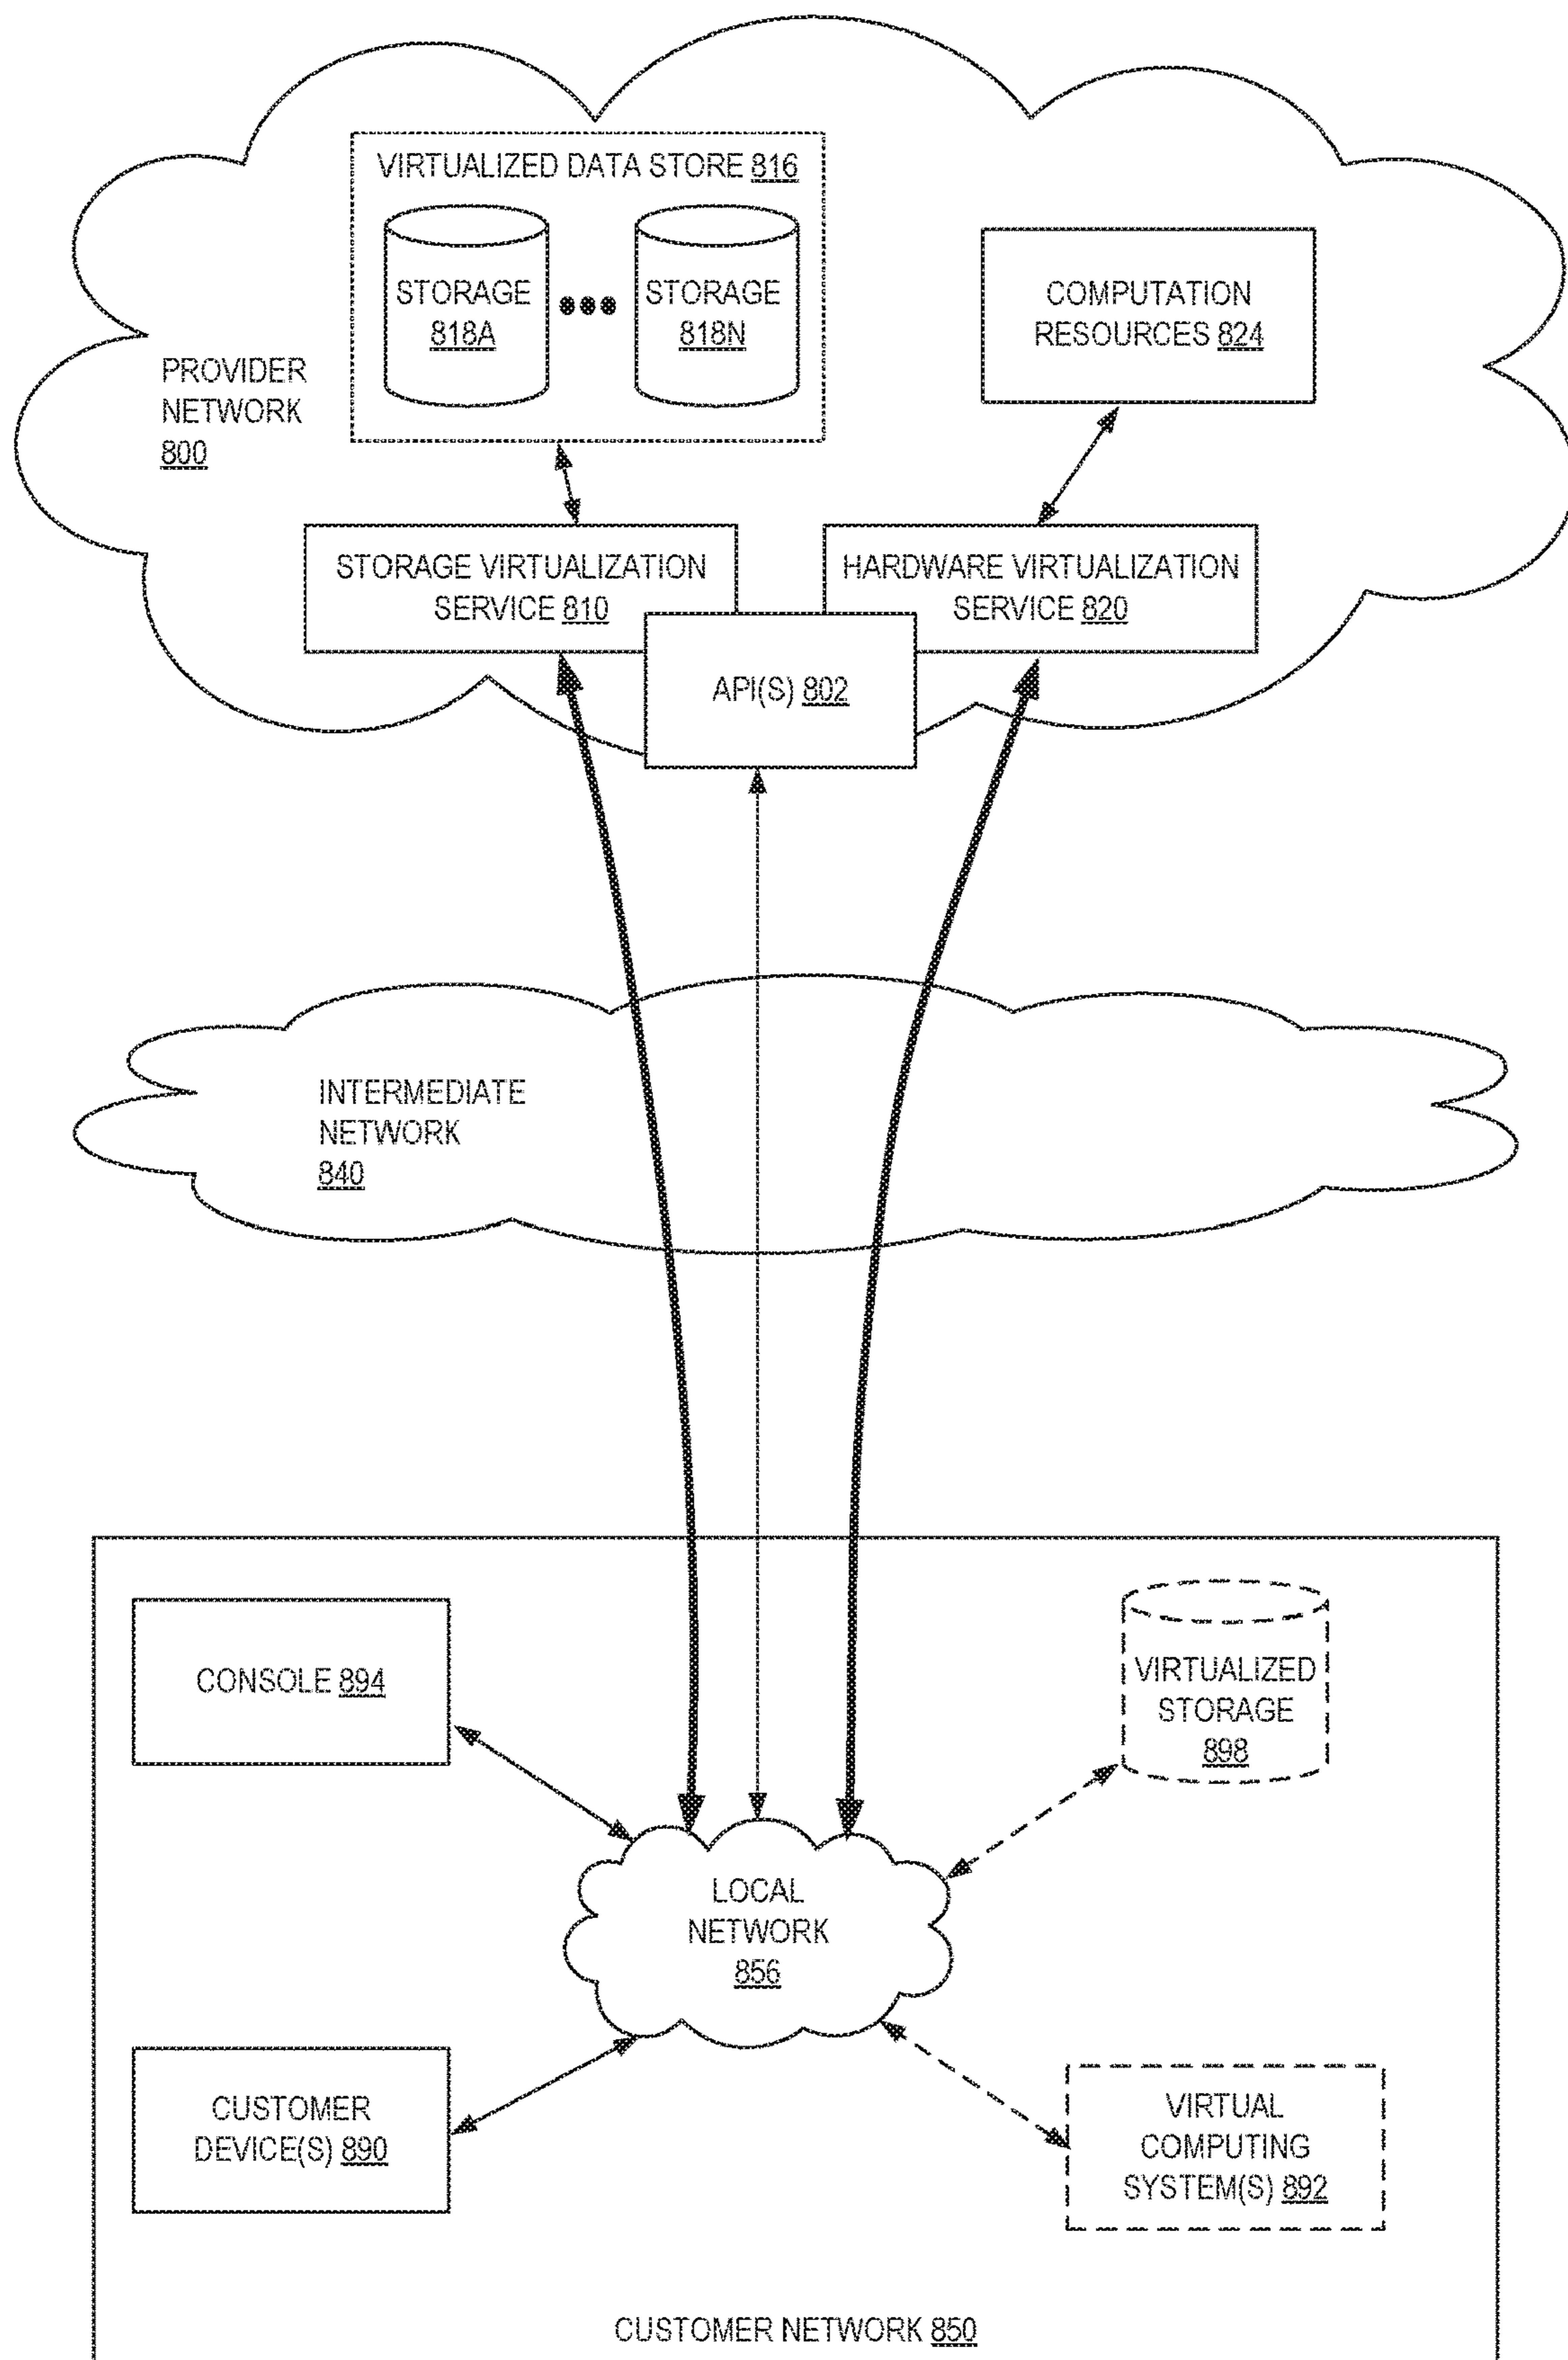 VIRTUALIZED DATA STORE 816
STORAGE
818A
STORAGE
818N
COMPUTATION
RESOURCES 824
PROVIDER
NETWORK
800
STORAGE VIRTUALIZATION
SERVICE 810
HARDWARE VIRTUALIZATION
SERVICE 820
API(S) 802
INTERMEDIATE
NETWORK
840
CONSOLE 894
VIRTUALIZED
STORAGE
898
LOCAL
NETWORK
856
CUSTOMER
DEVICE(S) 890
VIRTUAL
COMPUTING
SYSTEM(S) 892
CUSTOMER NETWORK 850